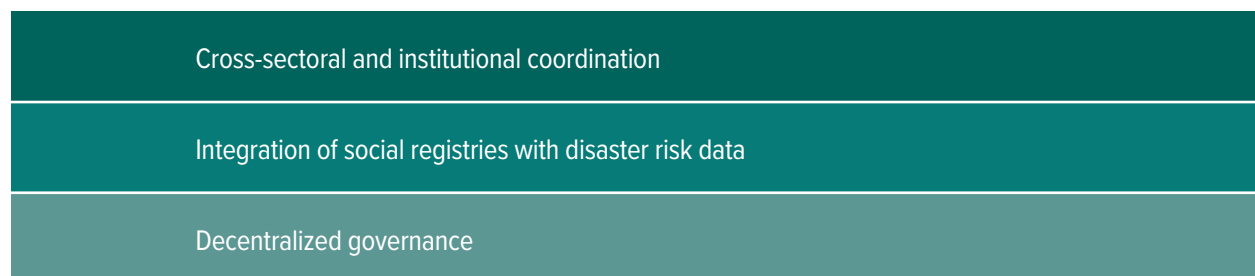 Cross-sectoral and institutional coordination
Integration of social registries with disaster risk data
Decentralized governance